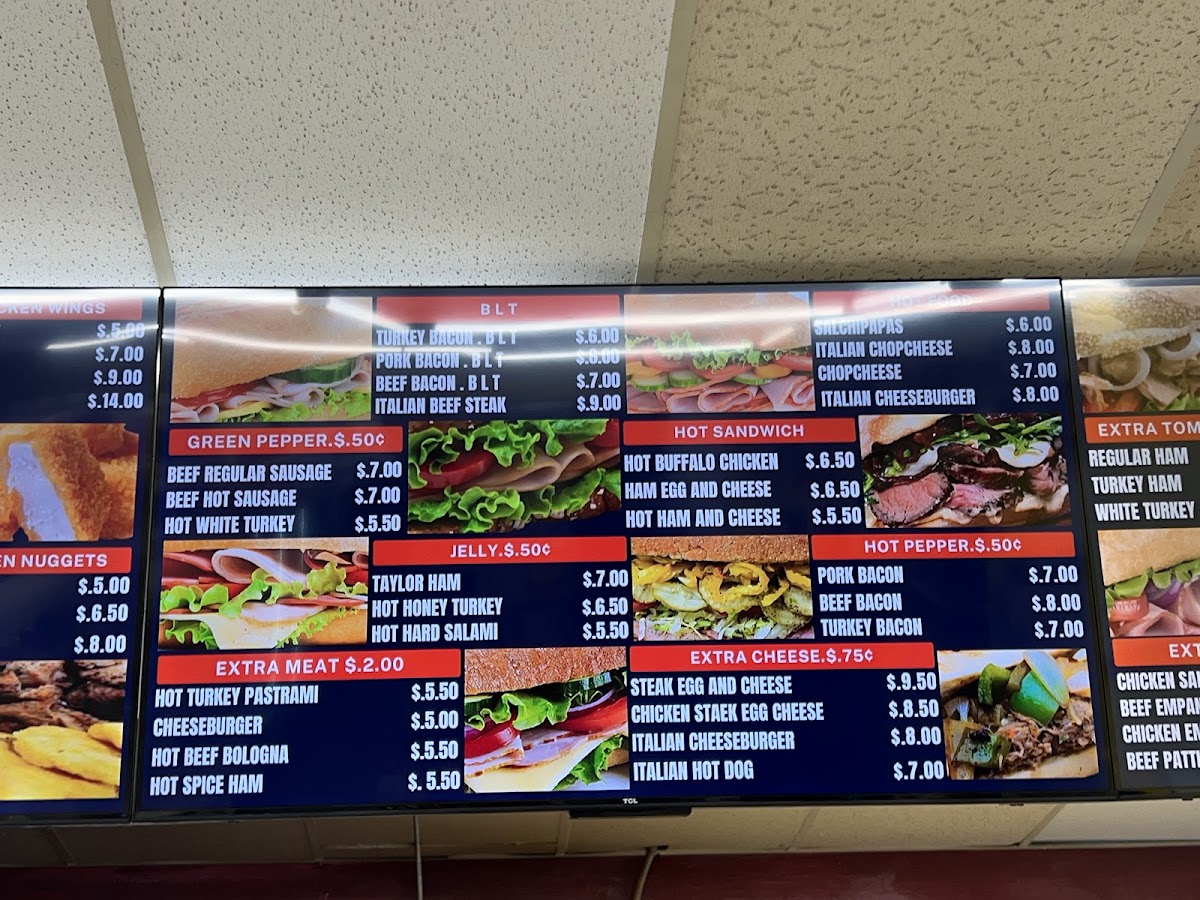 KEN WINGS
$.5.00
$.7.00
$.9.00
$.14.00
EN NUGGETS
$.5.00
$.6.50
$.8.00
B L T
TURKEY BACON . B L T $.6.00
PORK BACON . B L T
BEEF BACON . B L T $.7.00
ITALIAN BEEF STEAK $.9.00
HOT FOOD
SALCHIPAPAS $.6.00
ITALIAN CHOPCHEESE $.8.00
CHOPCHEESE $.7.00
ITALIAN CHEESEBURGER $.8.00
GREEN PEPPER.$.50¢
BEEF REGULAR SAUSAGE $.7.00
BEEF HOT SAUSAGE $.7.00
HOT WHITE TURKEY $.5.50
HOT SANDWICH
HOT BUFFALO CHICKEN $.6.50
HAM EGG AND CHEESE $.6.50
HOT HAM AND CHEESE $.5.50
JELLY.$.50¢
TAYLOR HAM $.7.00
HOT HONEY TURKEY $.6.50
HOT HARD SALAMI $.5.50
HOT PEPPER.$.50¢
PORK BACON $.7.00
BEEF BACON $.8.00
TURKEY BACON $.7.00
EXTRA MEAT $.2.00
HOT TURKEY PASTRAMI $.5.50
CHEESEBURGER $.5.00
HOT BEEF BOLOGNA $.5.50
HOT SPICE HAM $. 5.50
EXTRA CHEESE.$.75¢
STEAK EGG AND CHEESE $.9.50
CHICKEN STAEK EGG CHEESE $.8.50
ITALIAN CHEESEBURGER $.8.00
ITALIAN HOT DOG $.7.00
TCL
EXTRA TOM
REGULAR HAM
TURKEY HAM
WHITE TURKEY
EXT
CHICKEN SA
BEEF EMPA
CHICKEN EM
BEEF PATTI